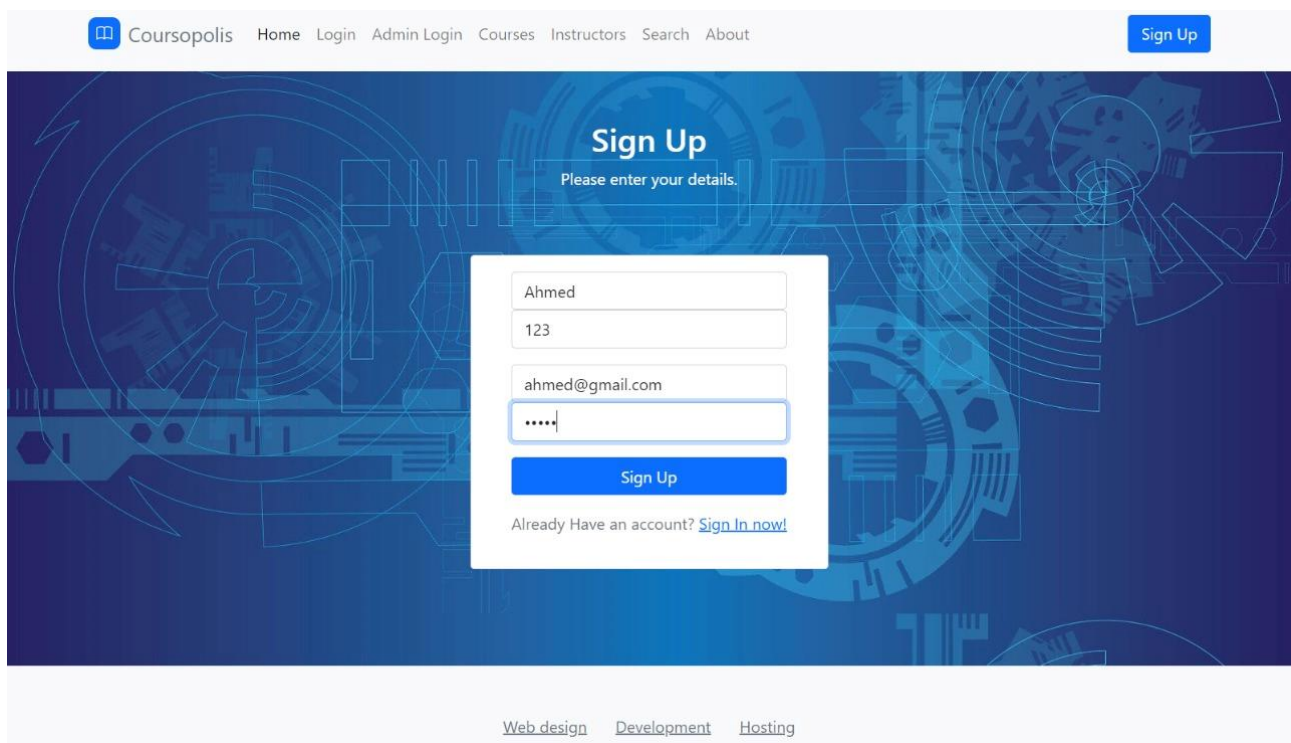 Coursopolis Home Login Admin Login Courses Instructors Search About Sign Up
Sign Up
Please enter your details.
Ahmed
123
ahmed@gmail.com
•••••
Sign Up
Already Have an account? Sign In now!
Web design Development Hosting